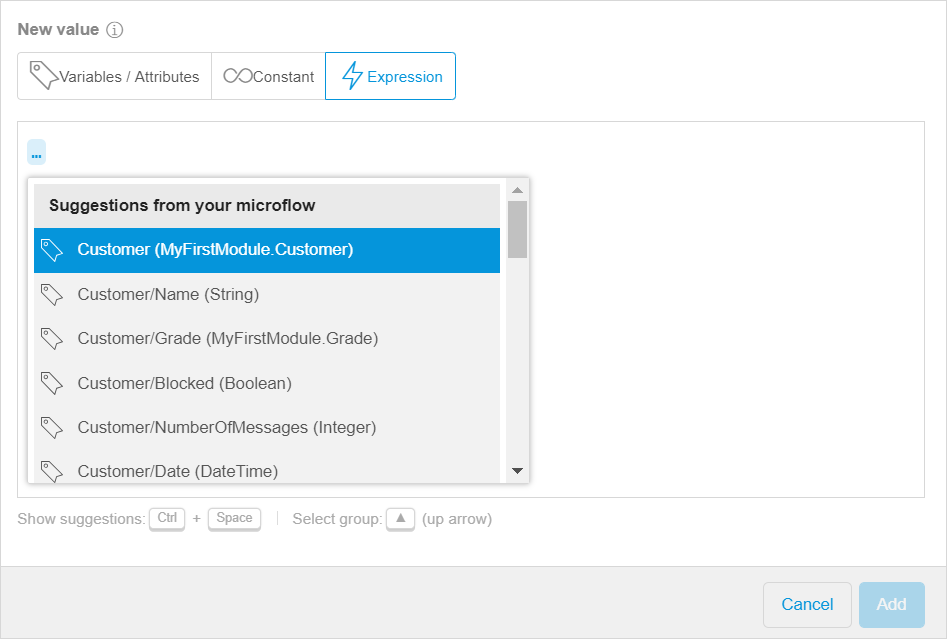 New value
Variables / Attributes Constant Expression
...
Suggestions from your microflow
Customer (MyFirstModule.Customer)
Customer/Name (String)
Customer/Grade (MyFirstModule.Grade)
Customer/Blocked (Boolean)
Customer/NumberOfMessages (Integer)
Customer/Date (DateTime)
Show suggestions: Ctrl + Space | Select group: ▲ (up arrow)
Cancel Add